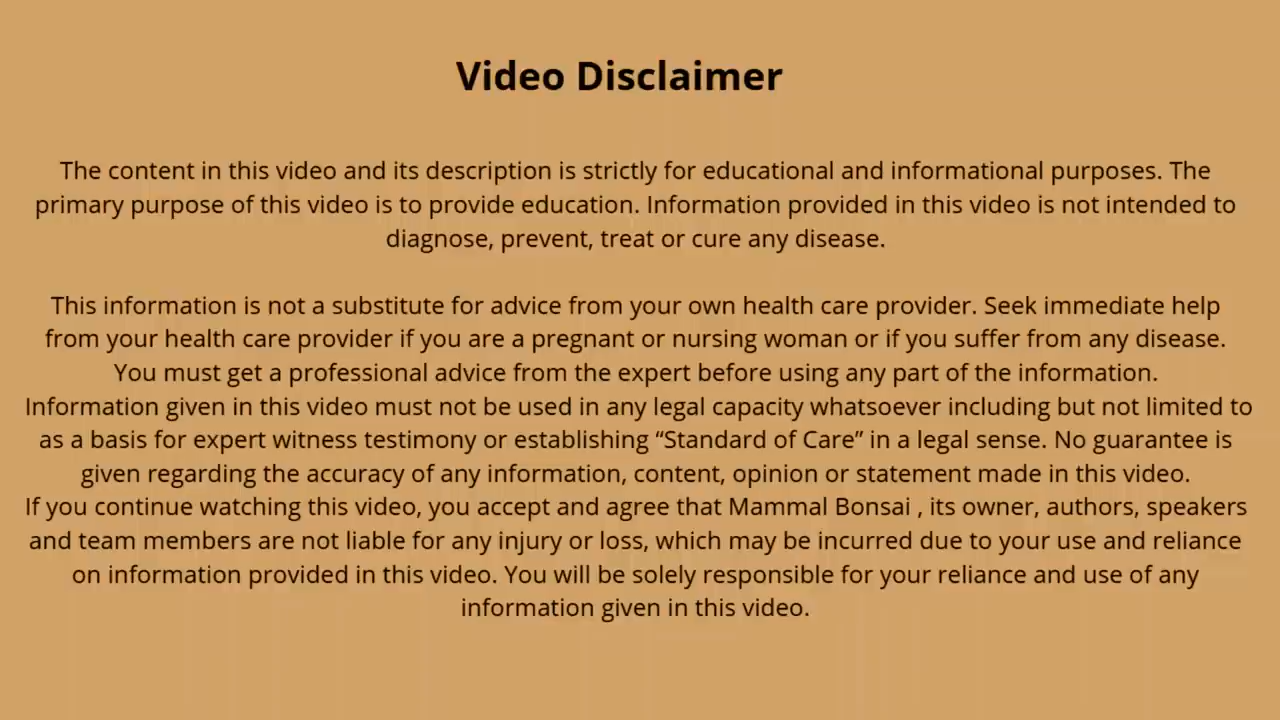 Video Disclaimer
The content in this video and its description is strictly for educational and informational purposes. The
primary purpose of this video is to provide education. Information provided in this video is not intended to
diagnose, prevent, treat or cure any disease.
This information is not a substitute for advice from your own health care provider. Seek immediate help
from your health care provider if you are a pregnant or nursing woman or if you suffer from any disease.
You must get a professional advice from the expert before using any part of the information.
Information given in this video must not be used in any legal capacity whatsoever including but not limited to
as a basis for expert witness testimony or establishing “Standard of Care” in a legal sense. No guarantee is
given regarding the accuracy of any information, content, opinion or statement made in this video.
If you continue watching this video, you accept and agree that Mammal Bonsai , its owner, authors, speakers
and team members are not liable for any injury or loss, which may be incurred due to your use and reliance
on information provided in this video. You will be solely responsible for your reliance and use of any
information given in this video.